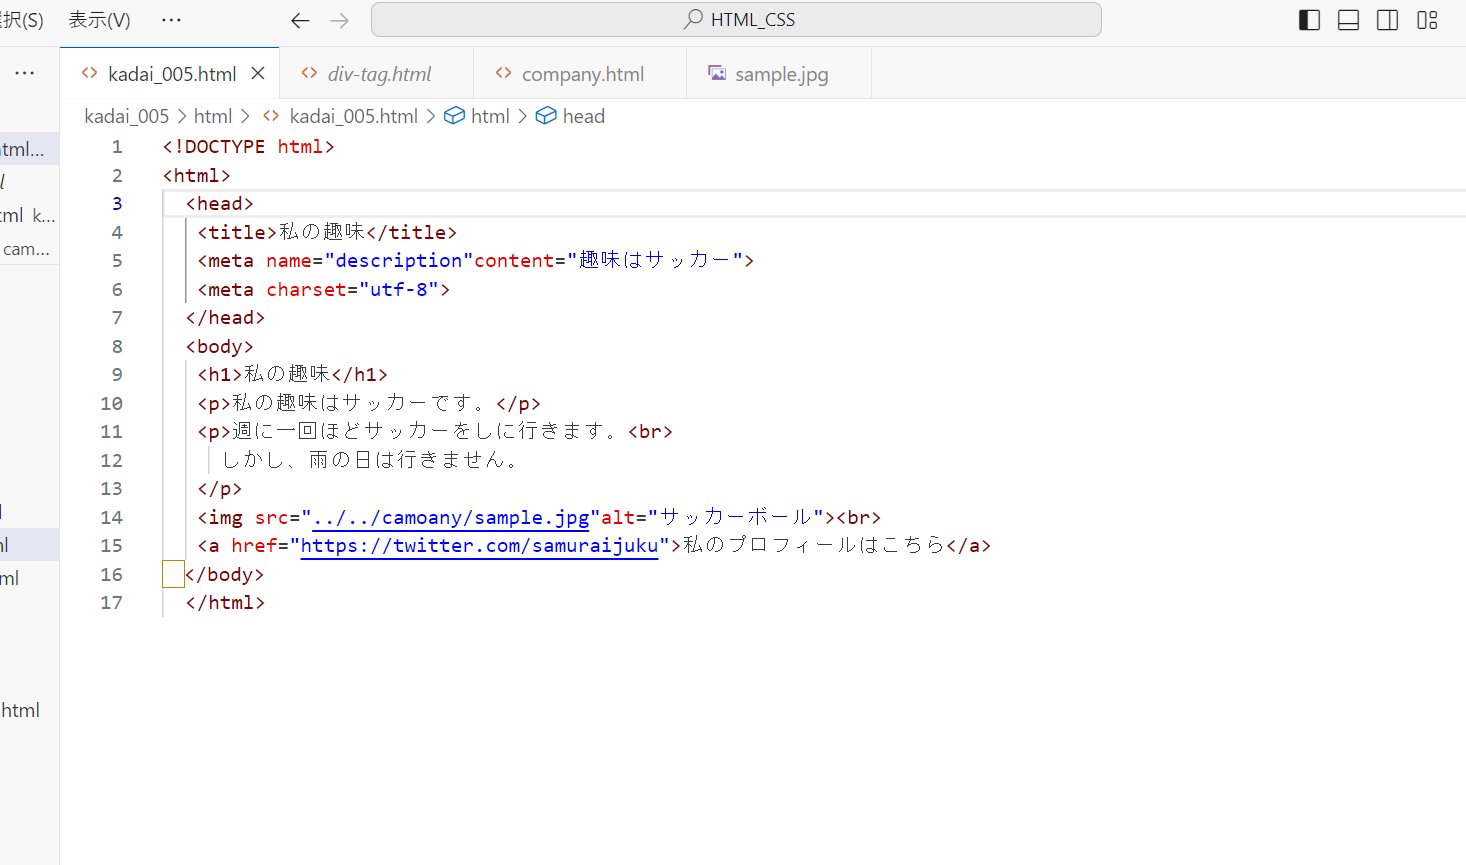 選択(S) 表示(V) ··· HTML_CSS
··· kadai_005.html div-tag.html company.html sample.jpg
kadai_005 > html > kadai_005.html > html > head
1 <!DOCTYPE html>
2 <html>
3 <head>
4 <title>私の趣味</title>
5 <meta name="description"content="趣味はサッカー">
6 <meta charset="utf-8">
7 </head>
8 <body>
9 <h1>私の趣味</h1>
10 <p>私の趣味はサッカーです。</p>
11 <p>週に一回ほどサッカーをしに行きます。<br>
12 しかし、雨の日は行きません。
13 </p>
14 <img src="../../camoany/sample.jpg"alt="サッカーボール"><br>
15 <a href="https://twitter.com/samuraijuku">私のプロフィールはこちら</a>
16 </body>
17 </html>
html...
l
tml k...
cam...
l
ml
ml
html